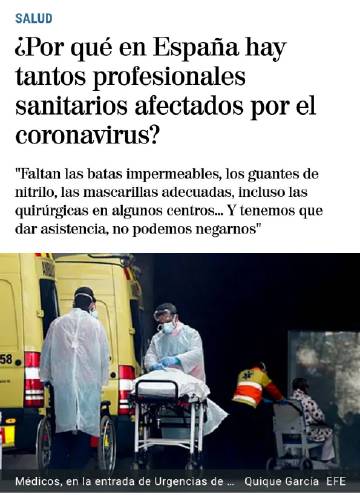 SALUD
¿Por qué en España hay
tantos profesionales
sanitarios afectados por el
coronavirus?
"Faltan las batas impermeables, los guantes de
nitrilo, las mascarillas adecuadas, incluso las
quirúrgicas en algunos centros... Y tenemos que
dar asistencia, no podemos negarnos"
58
Médicos, en la entrada de Urgencias de ... Quique García EFE